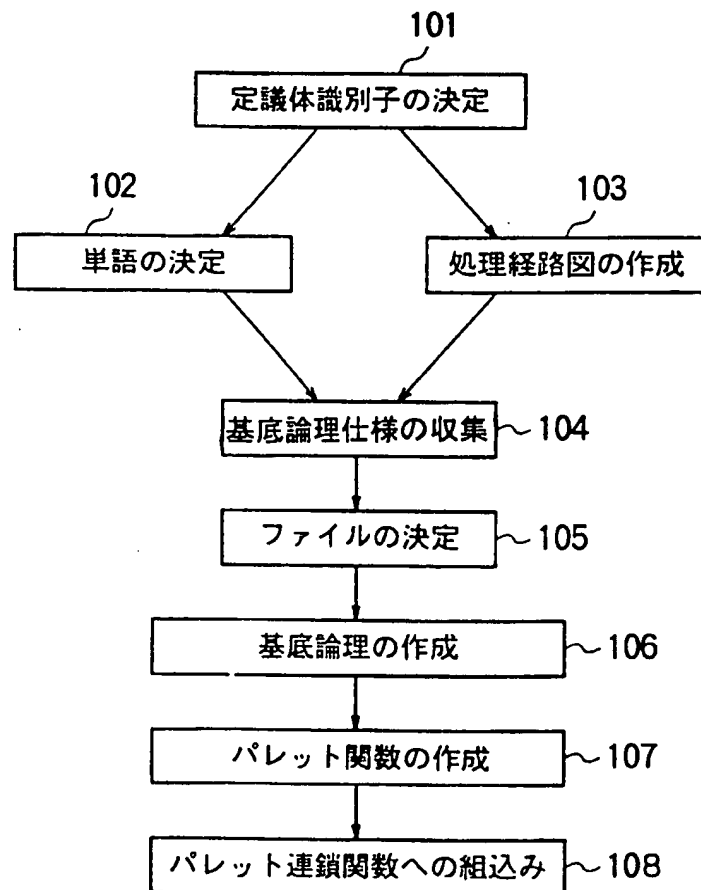 101
定議体識別子の決定
102
単語の決定
103
処理経路図の作成
基底論理仕様の収集
104
ファイルの決定
105
基底論理の作成
106
パレット関数の作成
107
パレット連鎖関数への組込み
108